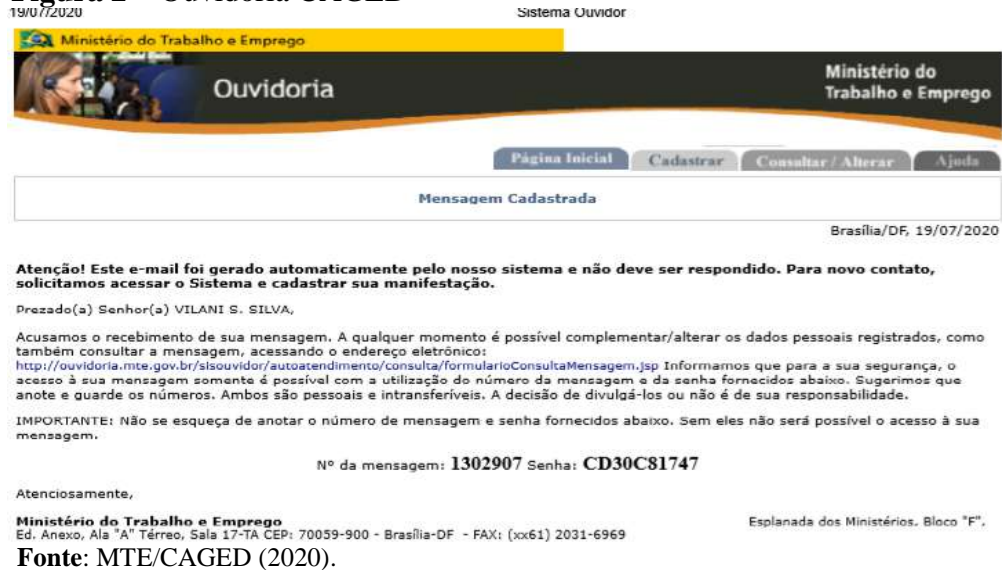 Figura 2 – Ouvidoria CAGED
19/07/2020 Sistema Ouvidor
Ministério do Trabalho e Emprego
Ouvidoria
Ministério do
Trabalho e Emprego
Página Inicial Cadastrar Consultar / Alterar Ajuda
Mensagem Cadastrada
Brasília/DF, 19/07/2020
Atenção! Este e-mail foi gerado automaticamente pelo nosso sistema e não deve ser respondido. Para novo contato,
solicitamos acessar o Sistema e cadastrar sua manifestação.
Prezado(a) Senhor(a) VILANI S. SILVA,
Acusamos o recebimento de sua mensagem. A qualquer momento é possível complementar/alterar os dados pessoais registrados, como
também consultar a mensagem, acessando o endereço eletrônico:
http://ouvidoria.mte.gov.br/sisouvidor/autoatendimento/consulta/formularioConsultaMensagem.jsp Informamos que para a sua segurança, o
acesso à sua mensagem somente é possível com a utilização do número da mensagem e da senha fornecidos abaixo. Sugerimos que
anote e guarde os números. Ambos são pessoais e intransferíveis. A decisão de divulgá-los ou não é de sua responsabilidade.
IMPORTANTE: Não se esqueça de anotar o número de mensagem e senha fornecidos abaixo. Sem eles não será possível o acesso à sua
mensagem.
Nº da mensagem: 1302907 Senha: CD30C81747
Atenciosamente,
Ministério do Trabalho e Emprego Esplanada dos Ministérios. Bloco "F".
Ed. Anexo, Ala "A" Térreo, Sala 17-TA CEP: 70059-900 - Brasília-DF - FAX: (xx61) 2031-6969
Fonte: MTE/CAGED (2020).